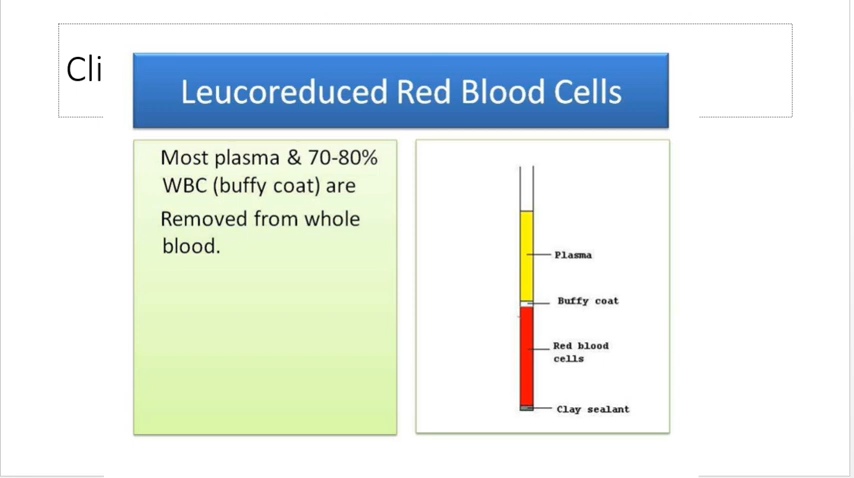 Cli
Leucoreduced Red Blood Cells
Most plasma & 70-80%
WBC (buffy coat) are
Removed from whole
blood.
Plasma
Buffy coat
Red blood
cells
Clay sealant